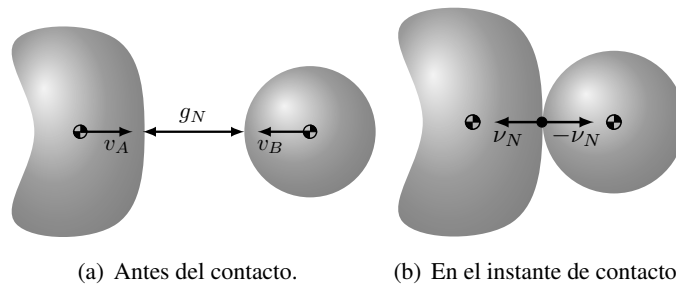 g_N
v_A
v_B
ν_N
−ν_N
(a) Antes del contacto.
(b) En el instante de contacto